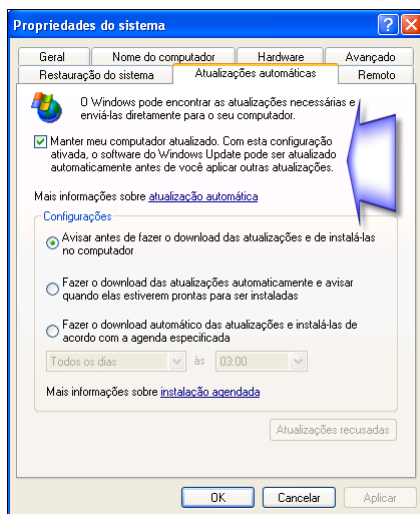 Propriedades do sistema
Geral
Nome do computador
Hardware
Avançado
Restauração do sistema
Atualizações automáticas
Remoto
O Windows pode encontrar as atualizações necessárias e
enviá-las diretamente para o seu computador.
Manter meu computador atualizado. Com esta configuração
ativada, o software do Windows Update pode ser atualizado
automaticamente antes de você aplicar outras atualizações.
Mais informações sobre atualização automática
Configurações
Avisar antes de fazer o download das atualizações e de instalá-las
no computador
Fazer o download das atualizações automaticamente e avisar
quando elas estiverem prontas para ser instaladas
Fazer o download automático das atualizações e instalá-las de
acordo com a agenda especificada
Todos os dias às 03:00
Mais informações sobre instalação agendada
Atualizações recusadas
OK Cancelar Aplicar